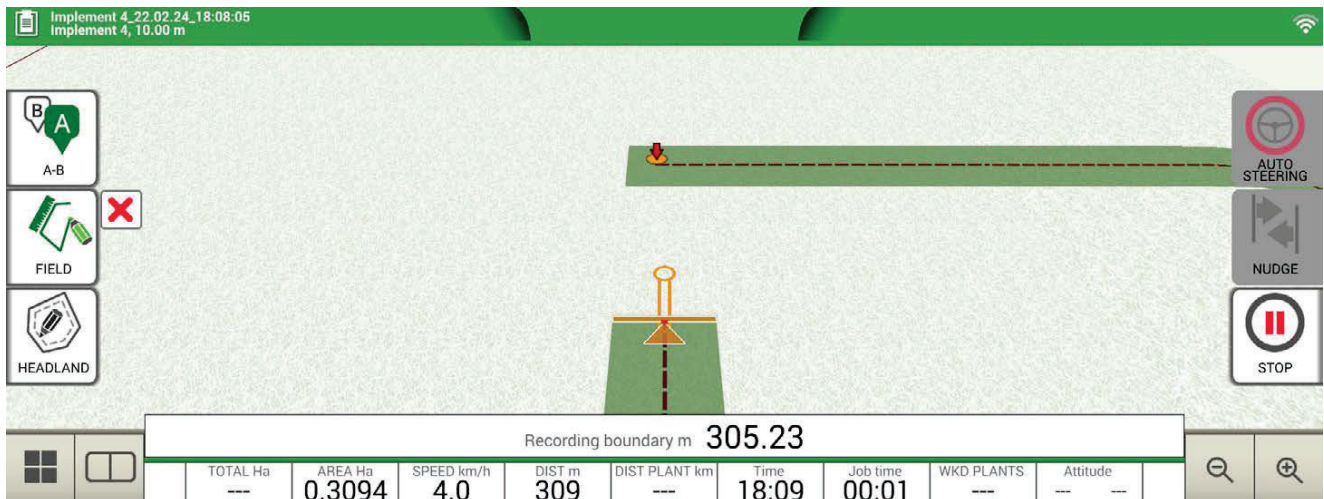 Implement 4_22.02.24_18:08:05
Implement 4, 10.00 m
B
A
A-B
FIELD
HEADLAND
AUTO
STEERING
NUDGE
STOP
Recording boundary m 305.23
TOTAL Ha AREA Ha SPEED km/h DIST m DIST PLANT km Time Job time WKD PLANTS Attitude
--- 0.3094 4.0 309 --- 18:09 00:01 --- --- ---